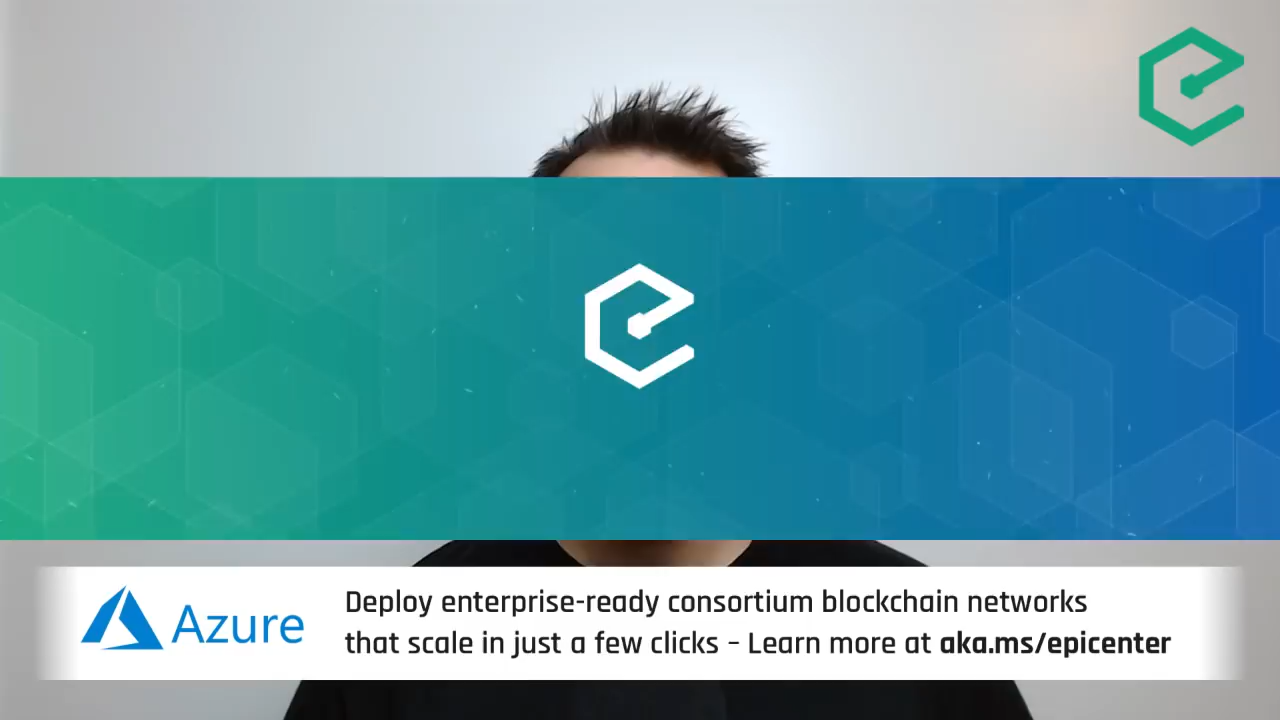 Azure
Deploy enterprise-ready consortium blockchain networks
that scale in just a few clicks – Learn more at aka.ms/epicenter